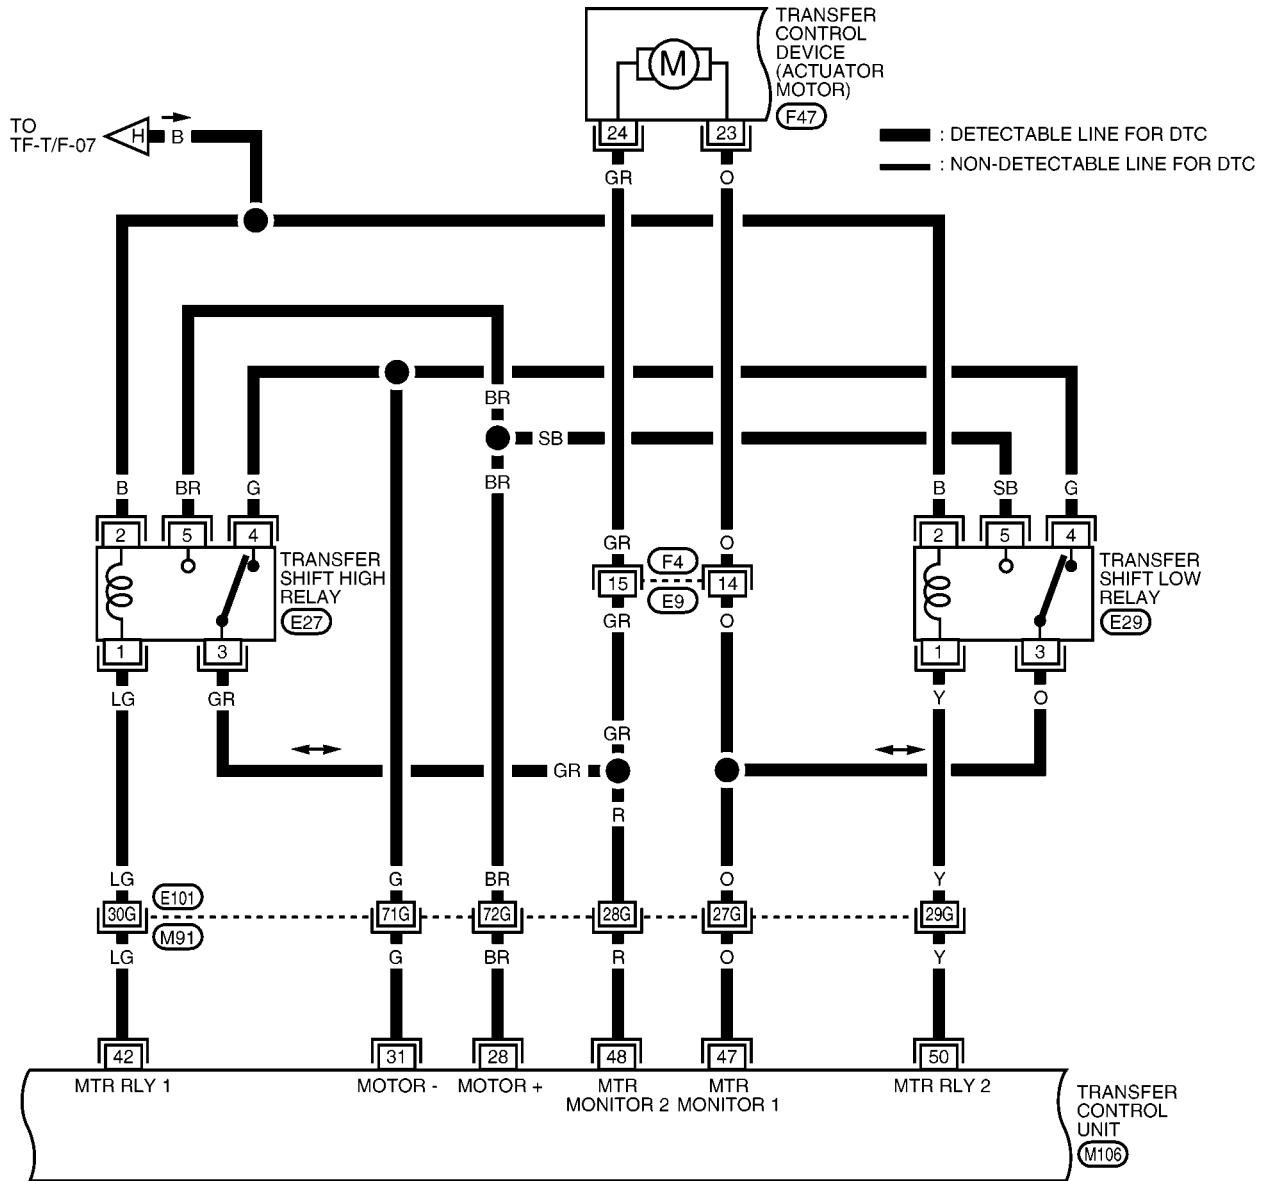 TRANSFER
CONTROL
DEVICE
(ACTUATOR
MOTOR)
F47
M
TO
TF-T/F-07
H
B
24
23
: DETECTABLE LINE FOR DTC
: NON-DETECTABLE LINE FOR DTC
GR
O
BR
SB
BR
B
BR
G
B
SB
G
2
5
4
2
5
4
GR
O
TRANSFER
SHIFT HIGH
RELAY
E27
F4
15
14
E9
GR
O
TRANSFER
SHIFT LOW
RELAY
E29
1
3
1
3
LG
GR
Y
O
GR
GR
R
LG
G
BR
O
Y
E101
30G
71G
72G
28G
27G
29G
M91
LG
G
BR
R
O
Y
42
31
28
48
47
50
MTR RLY 1
MOTOR -
MOTOR +
MTR
MONITOR 2
MTR
MONITOR 1
MTR RLY 2
TRANSFER
CONTROL
UNIT
M106